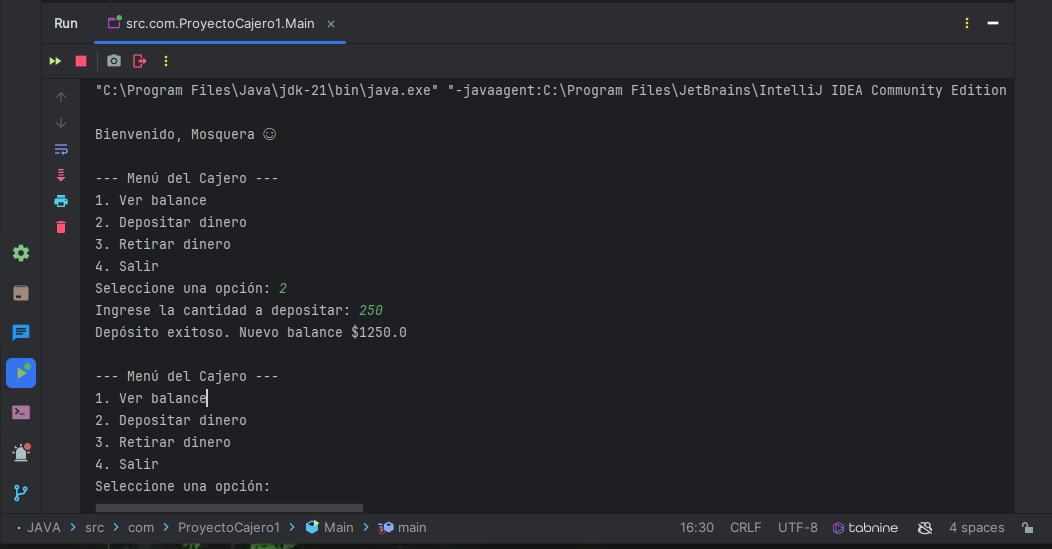 Run src.com.ProyectoCajero1.Main
"C:\Program Files\Java\jdk-21\bin\java.exe" "-javaagent:C:\Program Files\JetBrains\IntelliJ IDEA Community Edition
Bienvenido, Mosquera ☺
--- Menú del Cajero ---
1. Ver balance
2. Depositar dinero
3. Retirar dinero
4. Salir
Seleccione una opción: 2
Ingrese la cantidad a depositar: 250
Depósito exitoso. Nuevo balance $1250.0
--- Menú del Cajero ---
1. Ver balance
2. Depositar dinero
3. Retirar dinero
4. Salir
Seleccione una opción:
JAVA > src > com > ProyectoCajero1 > Main > main 16:30 CRLF UTF-8 tabnine 4 spaces